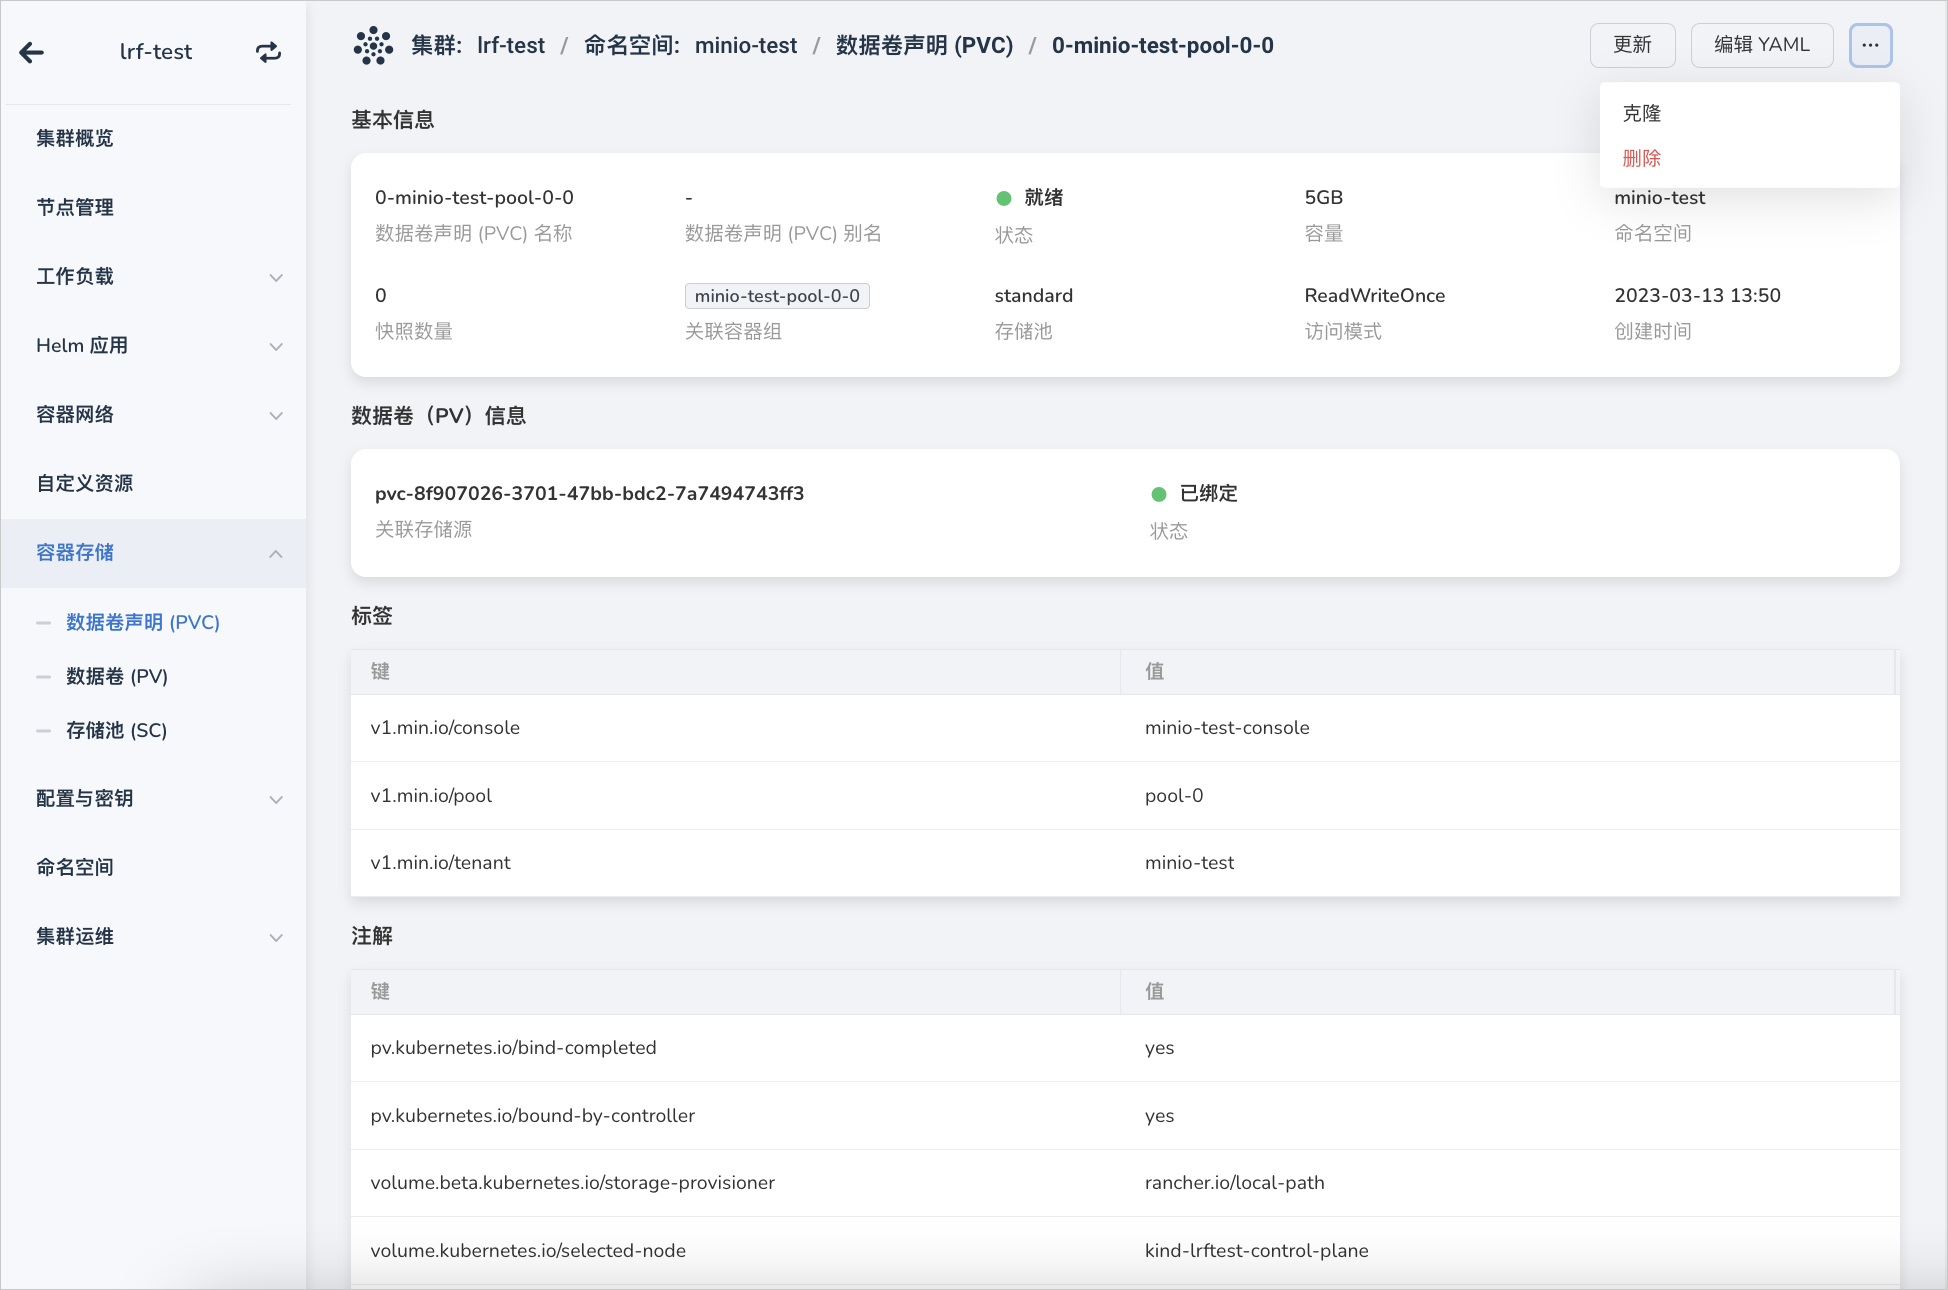 lrf-test
集群概览
节点管理
工作负载
Helm 应用
容器网络
自定义资源
容器存储
数据卷声明 (PVC)
数据卷 (PV)
存储池 (SC)
配置与密钥
命名空间
集群运维
集群: lrf-test / 命名空间: minio-test / 数据卷声明 (PVC) / 0-minio-test-pool-0-0
更新
编辑 YAML
克隆
删除
基本信息
0-minio-test-pool-0-0
数据卷声明 (PVC) 名称
-
数据卷声明 (PVC) 别名
就绪
状态
5GB
容量
minio-test
命名空间
0
快照数量
minio-test-pool-0-0
关联容器组
standard
存储池
ReadWriteOnce
访问模式
2023-03-13 13:50
创建时间
数据卷（PV）信息
pvc-8f907026-3701-47bb-bdc2-7a7494743ff3
关联存储源
已绑定
状态
标签
键 值
v1.min.io/console minio-test-console
v1.min.io/pool pool-0
v1.min.io/tenant minio-test
注解
键 值
pv.kubernetes.io/bind-completed yes
pv.kubernetes.io/bound-by-controller yes
volume.beta.kubernetes.io/storage-provisioner rancher.io/local-path
volume.kubernetes.io/selected-node kind-lrftest-control-plane